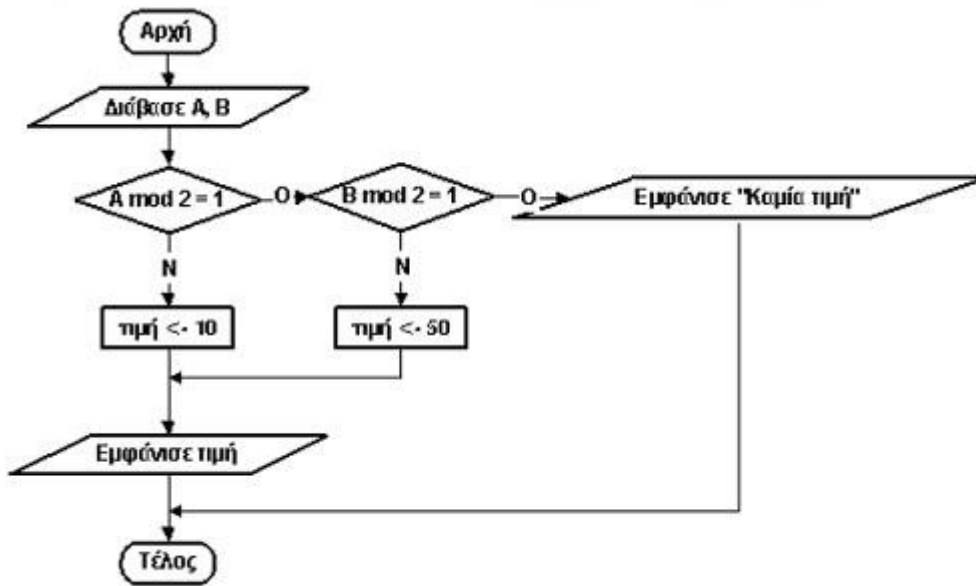 Αρχή
Διάβασε Α, Β
Α mod 2 = 1
Ο
Β mod 2 = 1
Ο
Εμφάνισε "Καμία τιμή"
Ν
Ν
τιμή <- 10
τιμή <- 50
Εμφάνισε τιμή
Τέλος